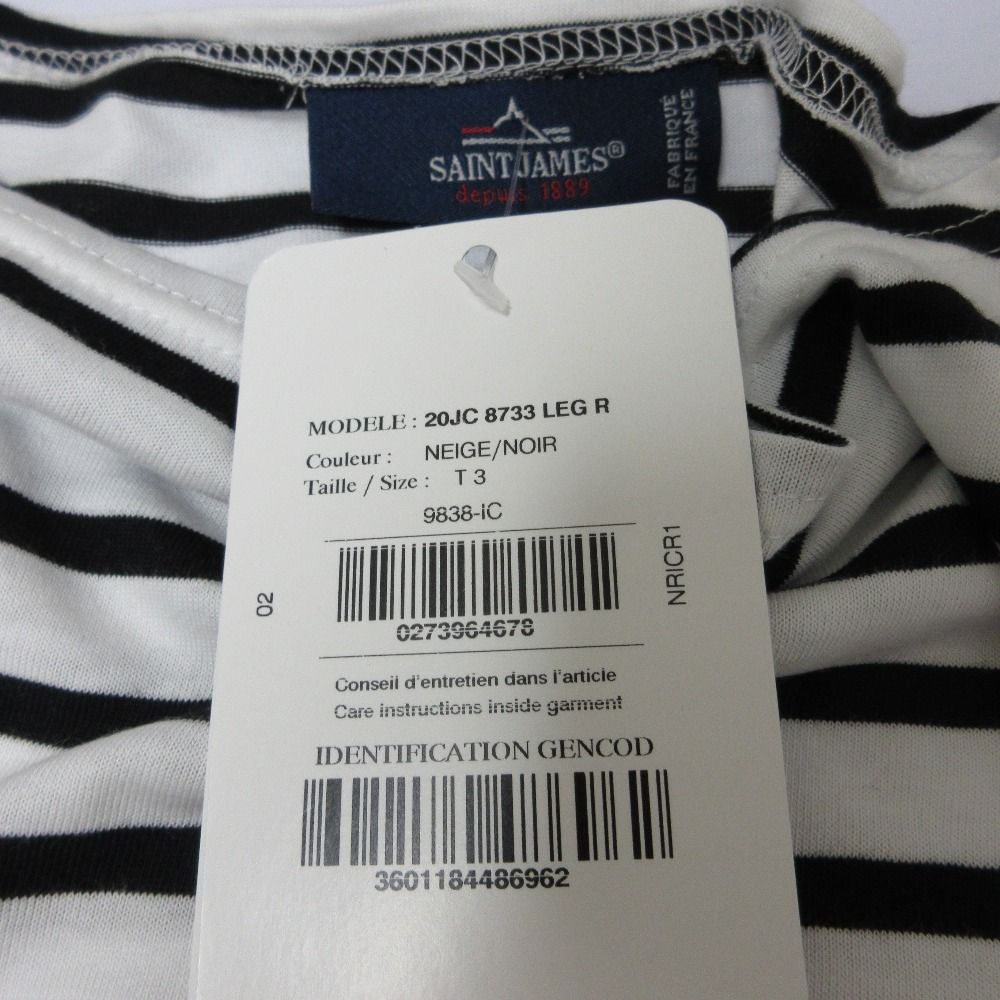 SAINT JAMES®
depuis 1889
FABRIQUÉ
EN FRANCE
MODELE : 20JC 8733 LEG R
Couleur : NEIGE/NOIR
Taille / Size : T 3
9838-IC
0273964678
02
NRICR1
Conseil d'entretien dans l'article
Care instructions inside garment
IDENTIFICATION GENCOD
3601184486962